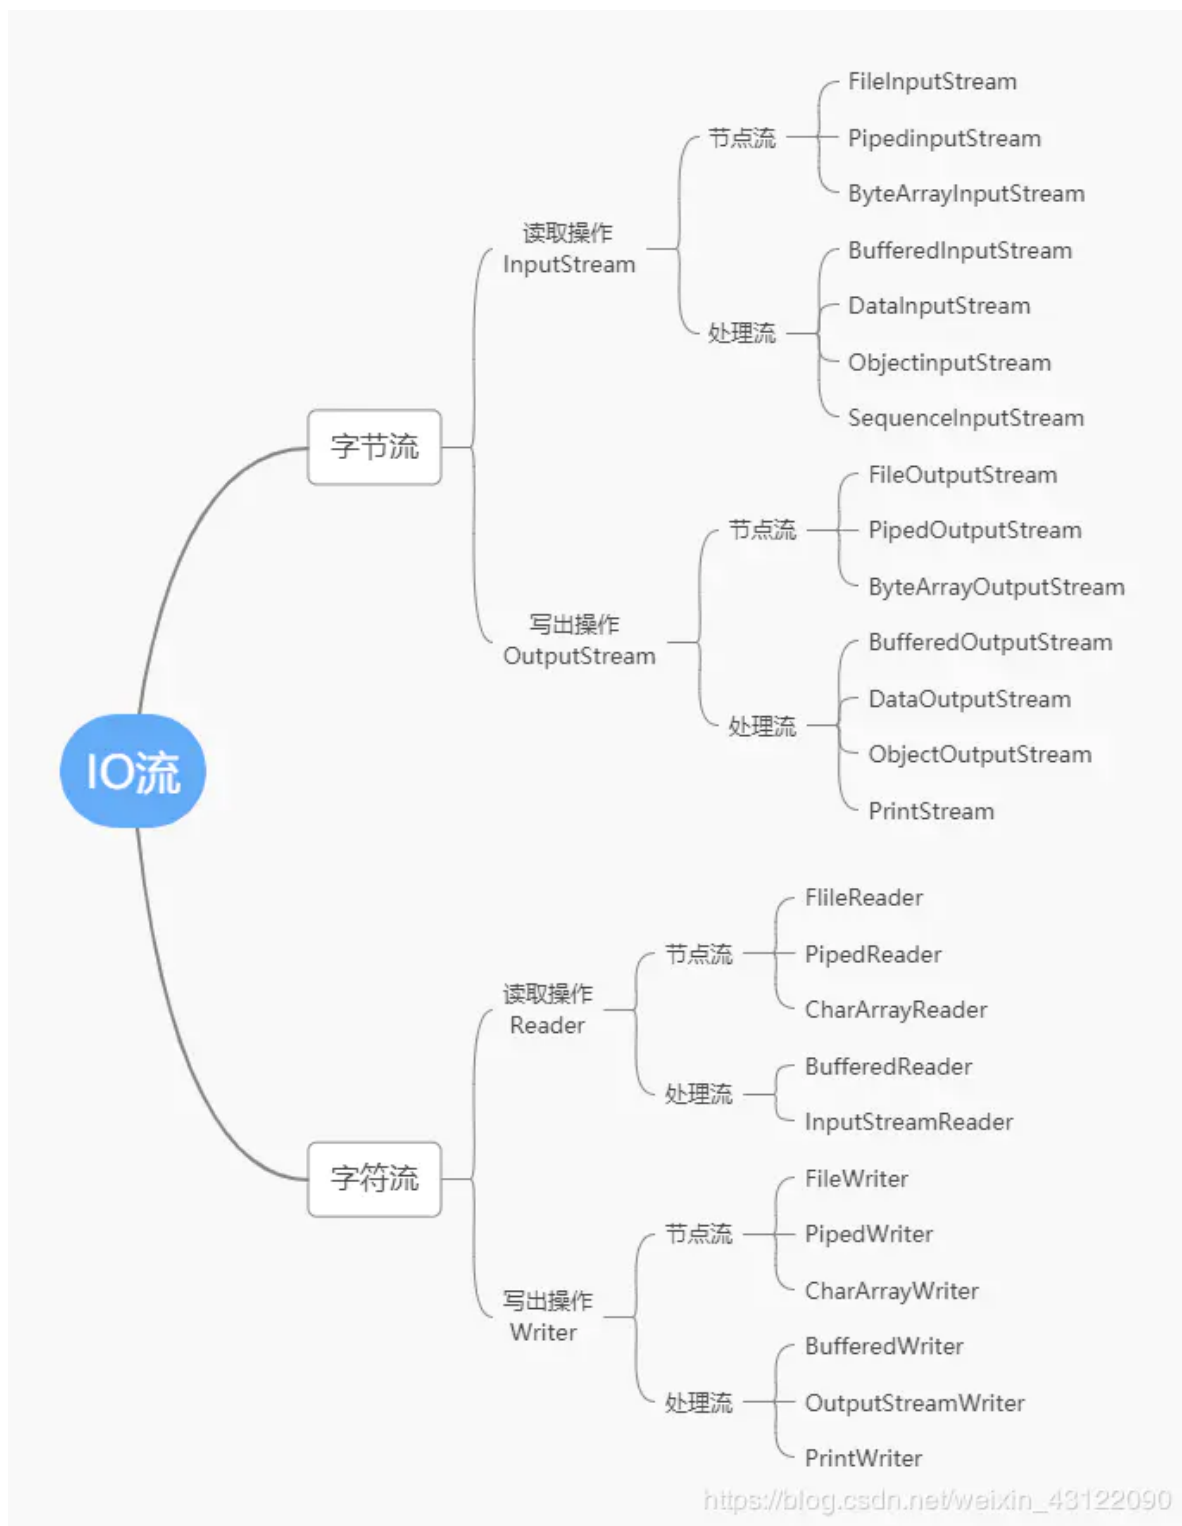 IO流
字节流
读取操作
InputStream
节点流
FileInputStream
PipedinputStream
ByteArrayInputStream
处理流
BufferedInputStream
DataInputStream
ObjectinputStream
SequenceInputStream
写出操作
OutputStream
节点流
FileOutputStream
PipedOutputStream
ByteArrayOutputStream
处理流
BufferedOutputStream
DataOutputStream
ObjectOutputStream
PrintStream
字符流
读取操作
Reader
节点流
FlileReader
PipedReader
CharArrayReader
处理流
BufferedReader
InputStreamReader
写出操作
Writer
节点流
FileWriter
PipedWriter
CharArrayWriter
处理流
BufferedWriter
OutputStreamWriter
PrintWriter
https://blog.csdn.net/weixin_43122090